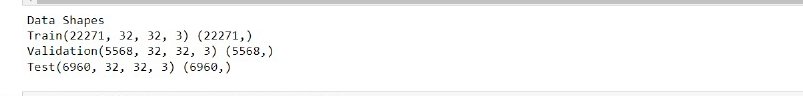 Data Shapes
Train(22271, 32, 32, 3) (22271,)
Validation(5568, 32, 32, 3) (5568,)
Test(6960, 32, 32, 3) (6960,)